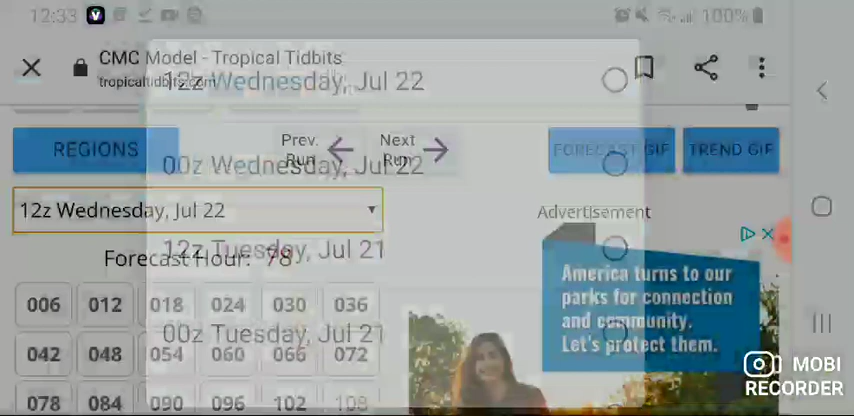 12:33
100%
CMC Model - Tropical Tidbits
tropicaltidbits.com
12z Wednesday, Jul 22
REGIONS
Prev. Run
Next Run
FORECAST GIF
TREND GIF
00z Wednesday, Jul 22
12z Wednesday, Jul 22
Advertisement
12z Tuesday, Jul 21
Forecast Hour: 78
America turns to our
parks for connection
and community.
Let's protect them.
006 012 018 024 030 036
00z Tuesday, Jul 21
042 048 054 060 066 072
078 084 090 096 102 108
MOBI
RECORDER